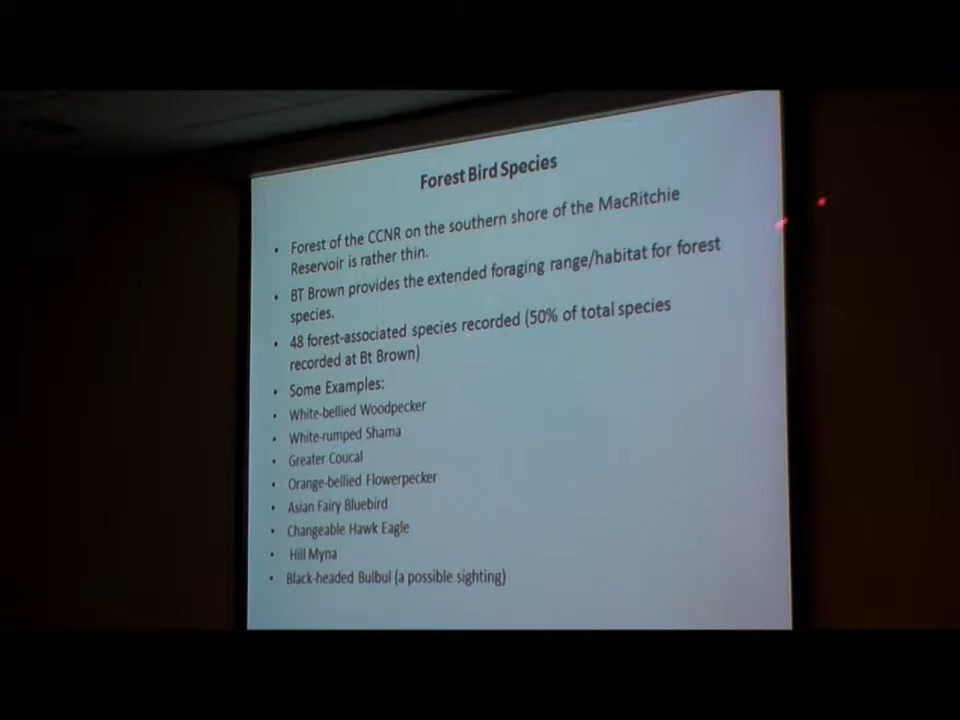 Forest Bird Species
• Forest of the CCNR on the southern shore of the MacRitchie
Reservoir is rather thin.
• BT Brown provides the extended foraging range/habitat for forest
species.
• 48 forest-associated species recorded (50% of total species
recorded at Bt Brown)
• Some Examples:
• White-bellied Woodpecker
• White-rumped Shama
• Greater Coucal
• Orange-bellied Flowerpecker
• Asian Fairy Bluebird
• Changeable Hawk Eagle
• Hill Myna
• Black-headed Bulbul (a possible sighting)